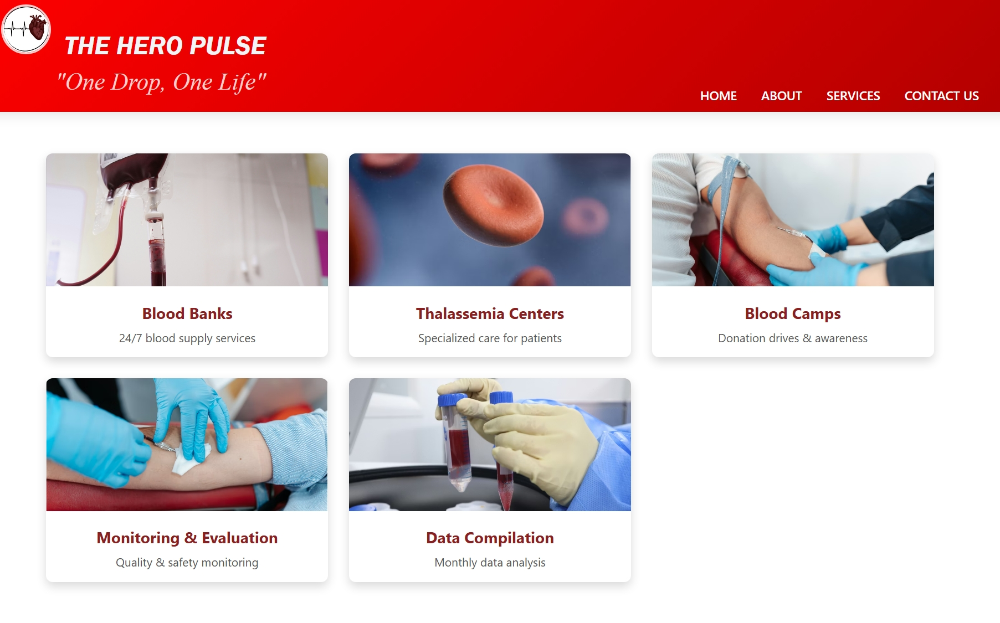 THE HERO PULSE
"One Drop, One Life"
HOME ABOUT SERVICES CONTACT US
Blood Banks
24/7 blood supply services
Thalassemia Centers
Specialized care for patients
Blood Camps
Donation drives & awareness
Monitoring & Evaluation
Quality & safety monitoring
Data Compilation
Monthly data analysis